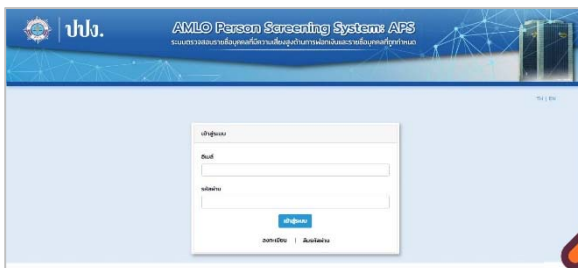 ปปง.
AMLO Person Screening System: APS
ระบบตรวจสอบรายชื่อบุคคลที่มีความเสี่ยงสูงด้านการฟอกเงินและรายชื่อบุคคลที่ถูกกำหนด
TH | EN
เข้าสู่ระบบ
อีเมล์
รหัสผ่าน
เข้าสู่ระบบ
ลงทะเบียน | ลืมรหัสผ่าน